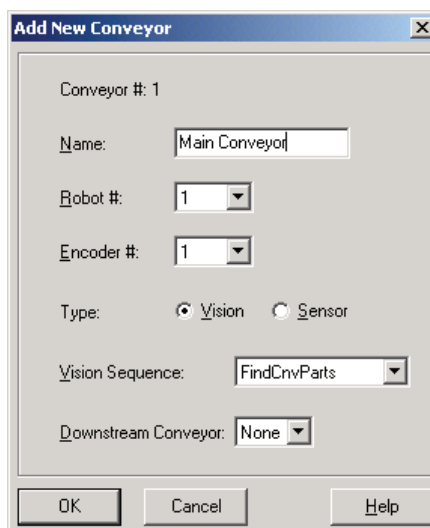 Add New Conveyor
Conveyor #: 1
Name: Main Conveyor
Robot #: 1
Encoder #: 1
Type: Vision Sensor
Vision Sequence: FindCnvParts
Downstream Conveyor: None
OK Cancel Help